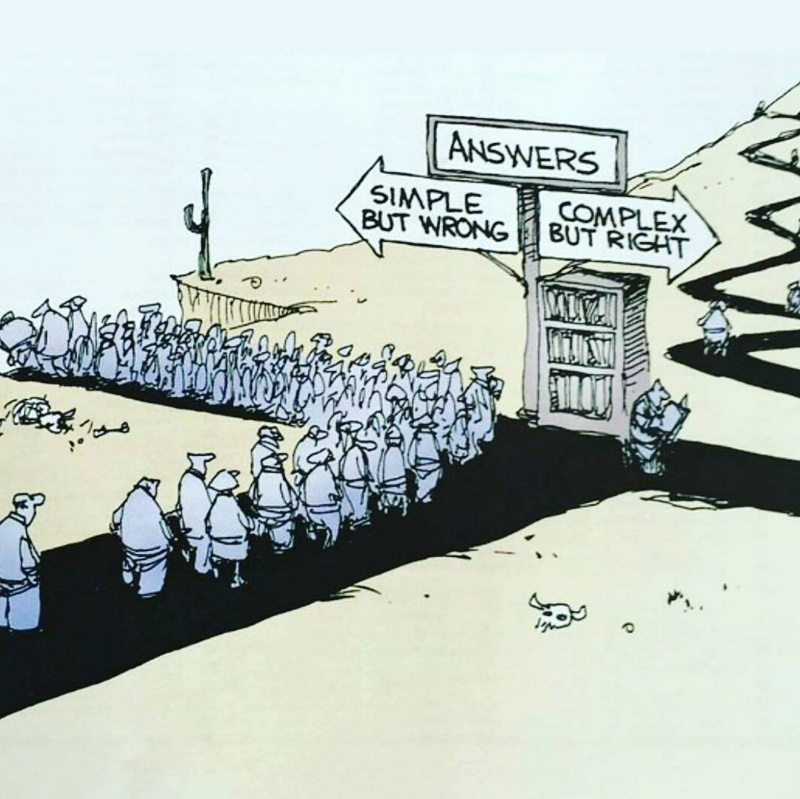 ANSWERS
SIMPLE
BUT WRONG
COMPLEX
BUT RIGHT